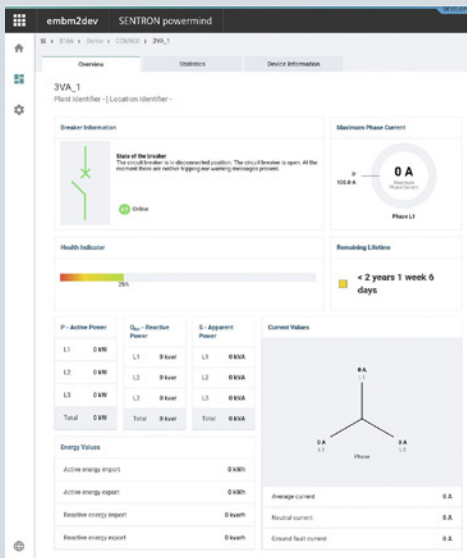 embm2dev SENTRON powermind
Demo > COMBOX > 3VA_1
Overview Statistics Device Information
3VA_1
Plant Identifier - | Location Identifier -
Breaker Information
State of the breaker
The circuit breaker is in disconnected position. The circuit breaker is open. At the
moment there are neither tripping nor warning messages present.
Online
Maximum Phase Current
0 A
Maximum
Phase Current
Phase L1
Health Indicator
Remaining Lifetime
< 2 years 1 week 6
days
P - Active Power
L1 0 kW
L2 0 kW
L3 0 kW
Total 0 kW
Reactive
Power
L1 0 kvar
L2 0 kvar
L3 0 kvar
Total 0 kvar
S - Apparent
Power
L1 0 kVA
L2 0 kVA
L3 0 kVA
Total 0 kVA
Current Values
0 A
L1
0 A
L3
0 A
L2
Phase
Average current 0 A
Neutral current 0 A
Ground fault current 0 A
Energy Values
Active energy import 0 kWh
Active energy export 0 kWh
Reactive energy import 0 kvarh
Reactive energy export 0 kvarh